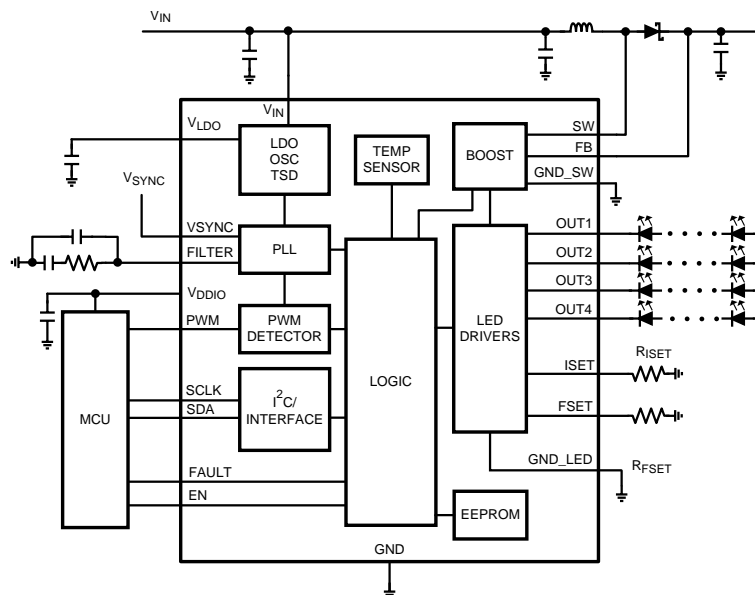 VIN
VIN
VLDO
LDO
OSC
TSD
TEMP
SENSOR
BOOST
SW
FB
GND_SW
VSYNC
VSYNC
FILTER
PLL
OUT1
OUT2
OUT3
OUT4
VDDIO
PWM
PWM
DETECTOR
LOGIC
LED
DRIVERS
ISET
RISET
MCU
SCLK
SDA
I2C/
INTERFACE
FSET
GND_LED
RFSET
FAULT
EN
EEPROM
GND